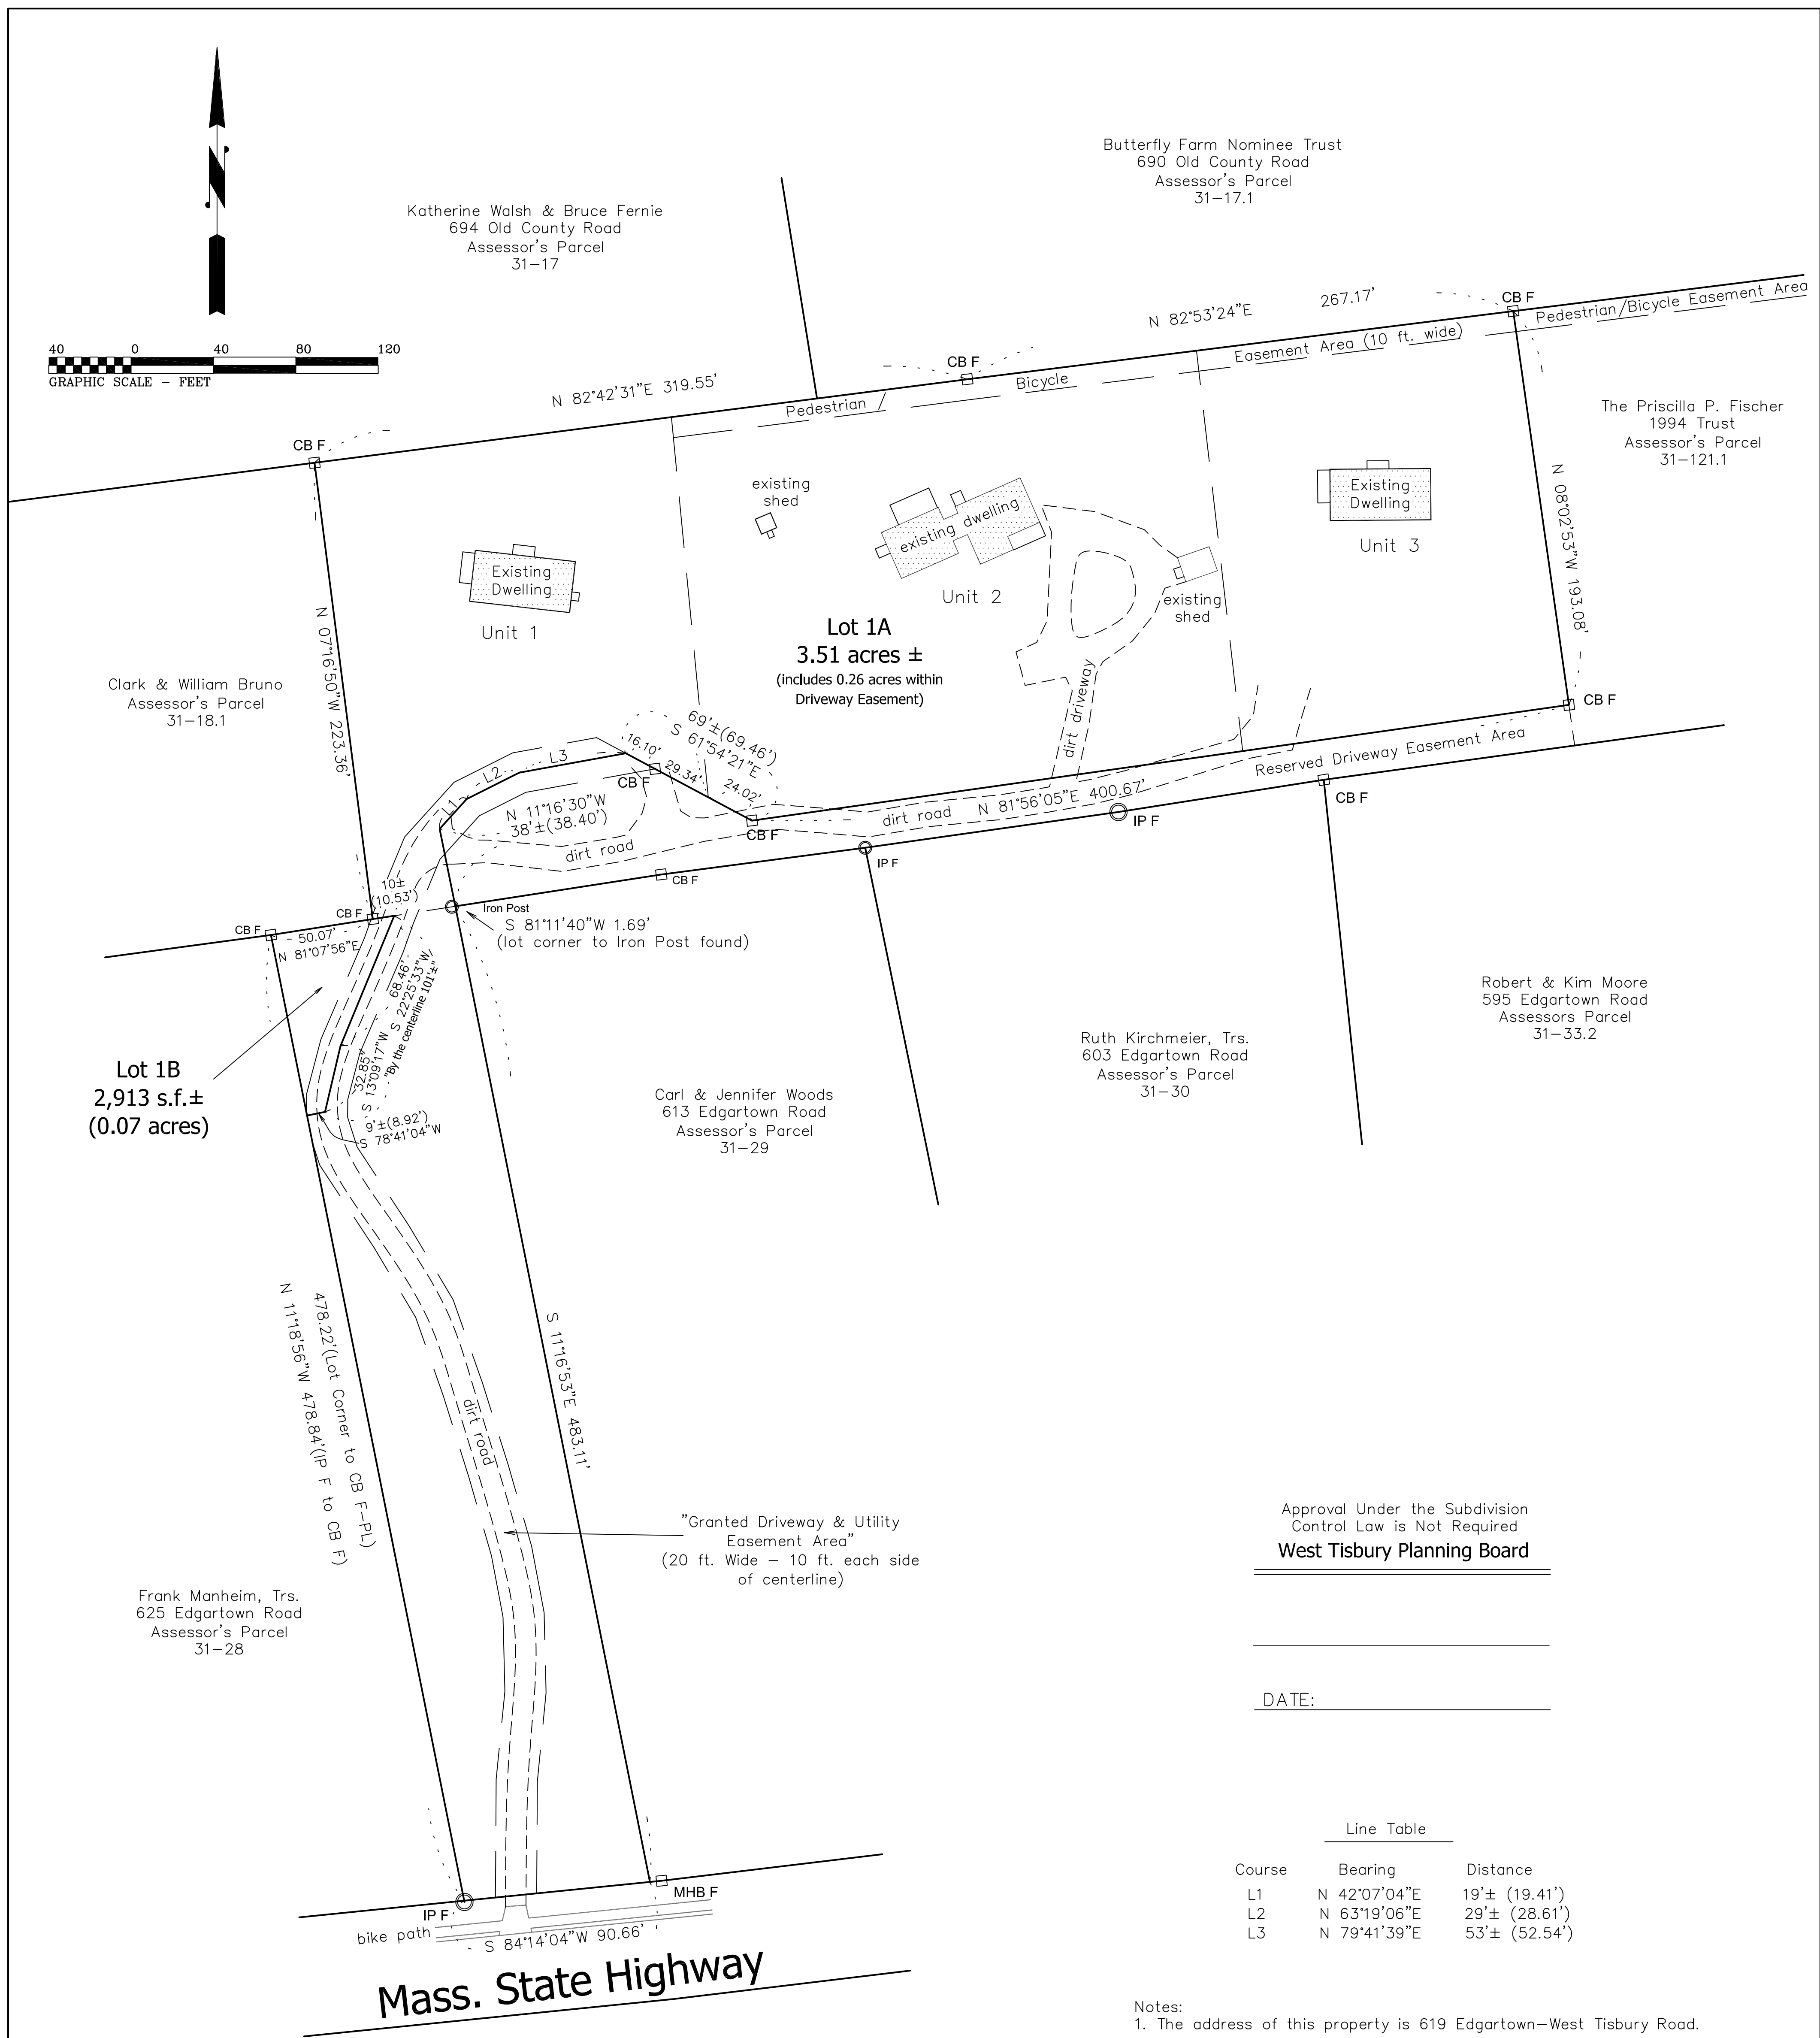 Butterfly Farm Nominee Trust
690 Old County Road
Assessor's Parcel
31-17.1
Katherine Walsh & Bruce Fernie
694 Old County Road
Assessor's Parcel
31-17
N
40 0 40 80 120
GRAPHIC SCALE - FEET
N 82°42'31"E 319.55'
N 82°53'24"E 267.17'
CB F
CB F
CB F
Pedestrian / Bicycle Easement Area (10 ft. wide)
Pedestrian/Bicycle Easement Area
The Priscilla P. Fischer
1994 Trust
Assessor's Parcel
31-121.1
N 08°02'53"W 193.08'
existing
shed
existing dwelling
Unit 2
Existing
Dwelling
Unit 3
existing
shed
Existing
Dwelling
Unit 1
Lot 1A
3.51 acres ±
(includes 0.26 acres within
Driveway Easement)
N 07°16'50"W 223.36'
Clark & William Bruno
Assessor's Parcel
31-18.1
69'±(69.46')
S 61°54'21"E
16.10'
29.34'
24.02'
L1
L2
L3
CB F
CB F
N 11°16'30"W
38'±(38.40')
dirt road
dirt driveway
dirt road
N 81°56'05"E 400.67'
Reserved Driveway Easement Area
CB F
CB F
IP F
IP F
CB F
10±
(10.53')
CB F
CB F
50.07'
N 81°07'56"E
Iron Post
S 81°11'40"W 1.69'
(lot corner to Iron Post found)
68.46'
S 22°25'33"W
"By the centerline 101'±"
32.85'
S 13°09'17"W
9'±(8.92')
S 78°41'04"W
Lot 1B
2,913 s.f.±
(0.07 acres)
Robert & Kim Moore
595 Edgartown Road
Assessors Parcel
31-33.2
Ruth Kirchmeier, Trs.
603 Edgartown Road
Assessor's Parcel
31-30
Carl & Jennifer Woods
613 Edgartown Road
Assessor's Parcel
31-29
478.22'(Lot Corner to CB F-PL)
N 11°18'56"W 478.84'(IP F to CB F)
S 11°16'53"E 483.11'
dirt road
"Granted Driveway & Utility
Easement Area"
(20 ft. Wide - 10 ft. each side
of centerline)
Frank Manheim, Trs.
625 Edgartown Road
Assessor's Parcel
31-28
Approval Under the Subdivision
Control Law is Not Required
West Tisbury Planning Board
DATE:
MHB F
IP F
bike path
S 84°14'04"W 90.66'
Mass. State Highway
Line Table
Course Bearing Distance
L1 N 42°07'04"E 19'± (19.41')
L2 N 63°19'06"E 29'± (28.61')
L3 N 79°41'39"E 53'± (52.54')
Notes:
1. The address of this property is 619 Edgartown-West Tisbury Road.